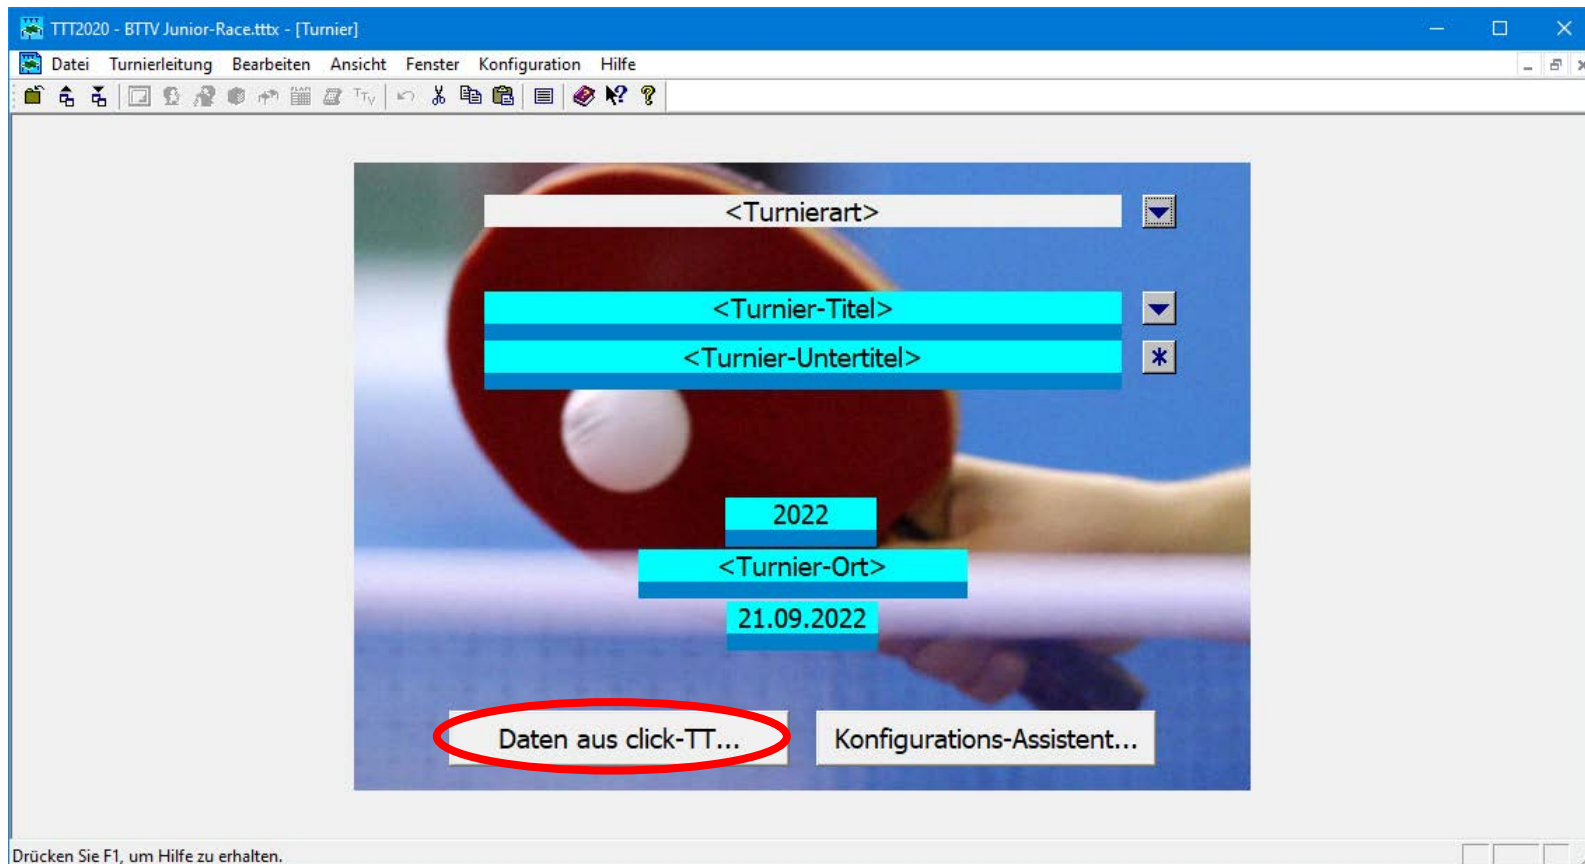 TTT2020 - BTTV Junior-Race.tttx - [Turnier]
Datei Turnierleitung Bearbeiten Ansicht Fenster Konfiguration Hilfe
<Turnierart>
<Turnier-Titel>
<Turnier-Untertitel>
2022
<Turnier-Ort>
21.09.2022
Daten aus click-TT... Konfigurations-Assistent...
Drücken Sie F1, um Hilfe zu erhalten.